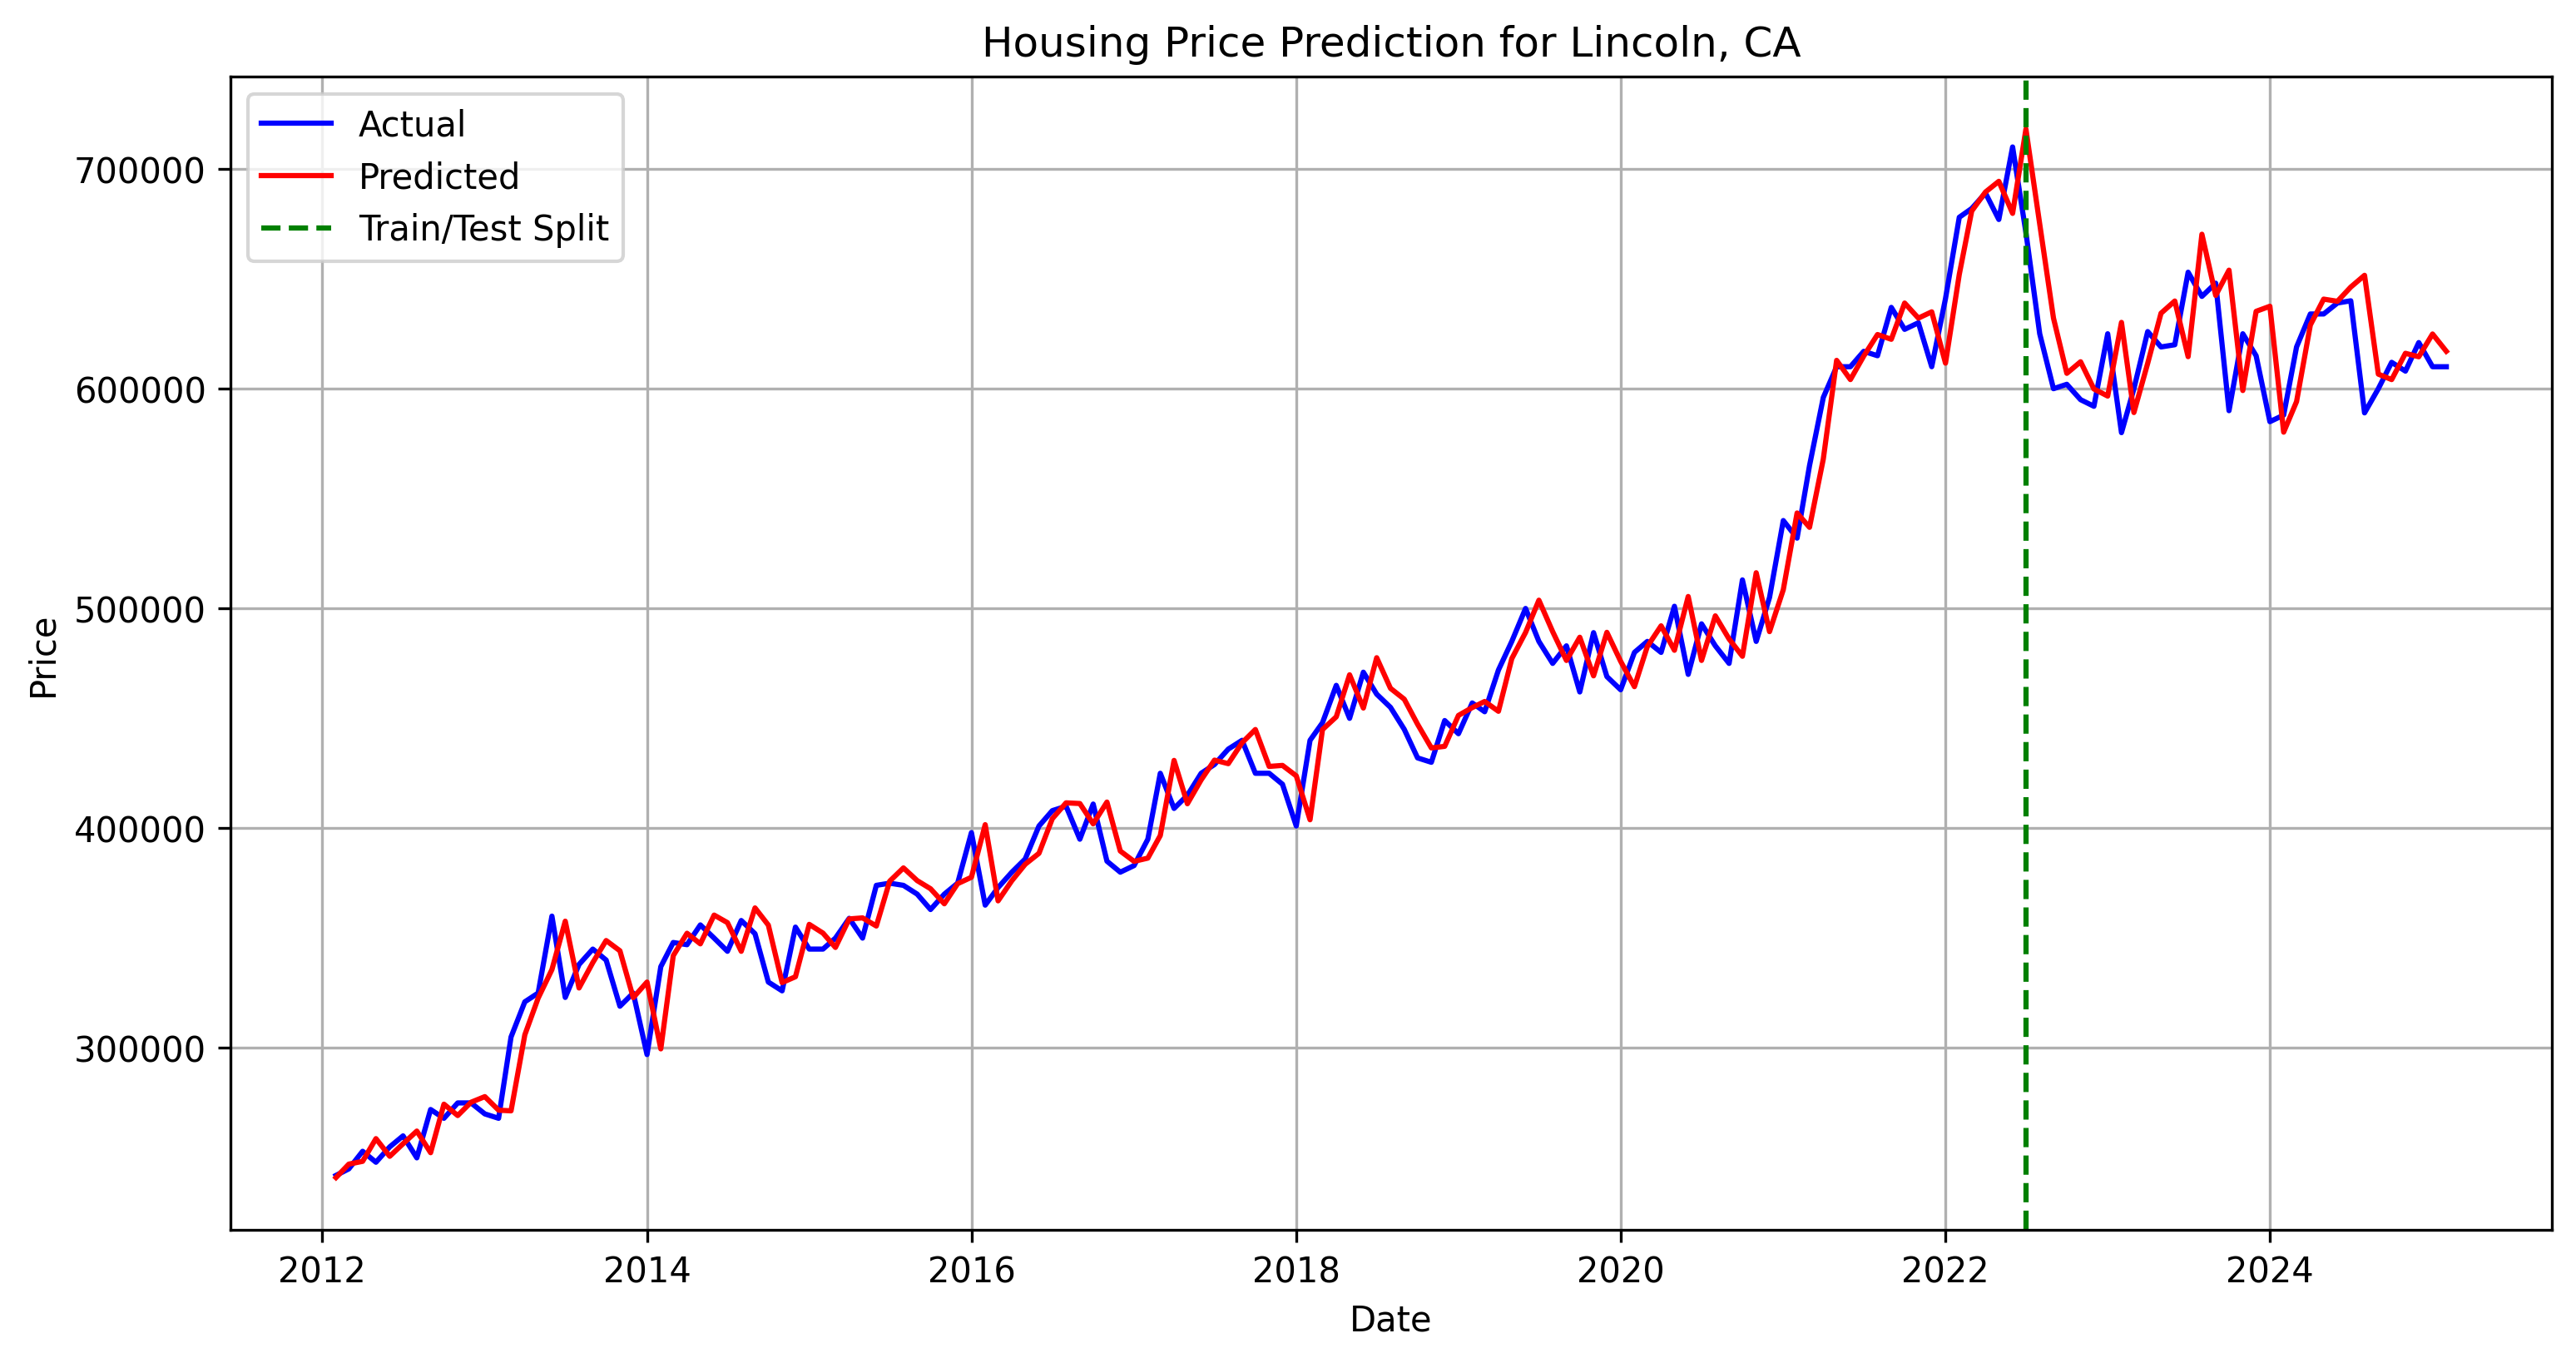 Housing Price Prediction for Lincoln, CA
Actual
Predicted
Train/Test Split
700000
600000
500000
400000
300000
Price
2012 2014 2016 2018 2020 2022 2024
Date